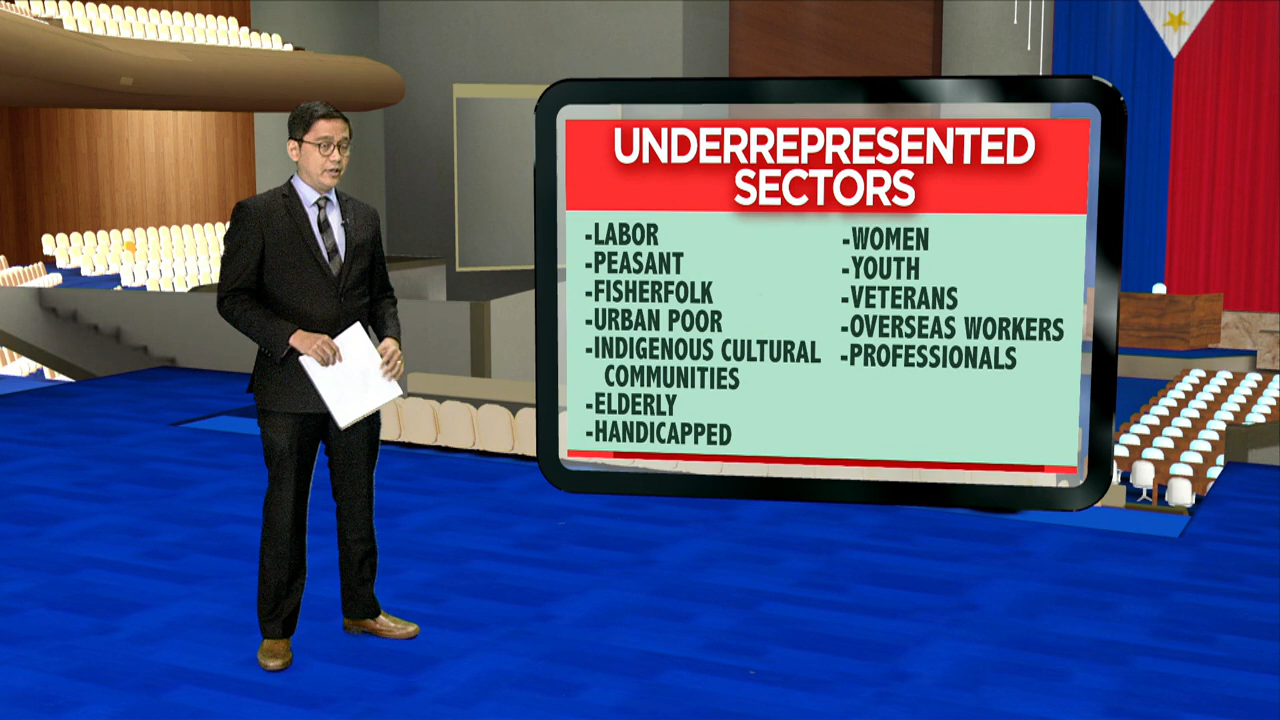 UNDERREPRESENTED
SECTORS
-LABOR
-PEASANT
-FISHERFOLK
-URBAN POOR
-INDIGENOUS CULTURAL
COMMUNITIES
-ELDERLY
-HANDICAPPED
-WOMEN
-YOUTH
-VETERANS
-OVERSEAS WORKERS
-PROFESSIONALS